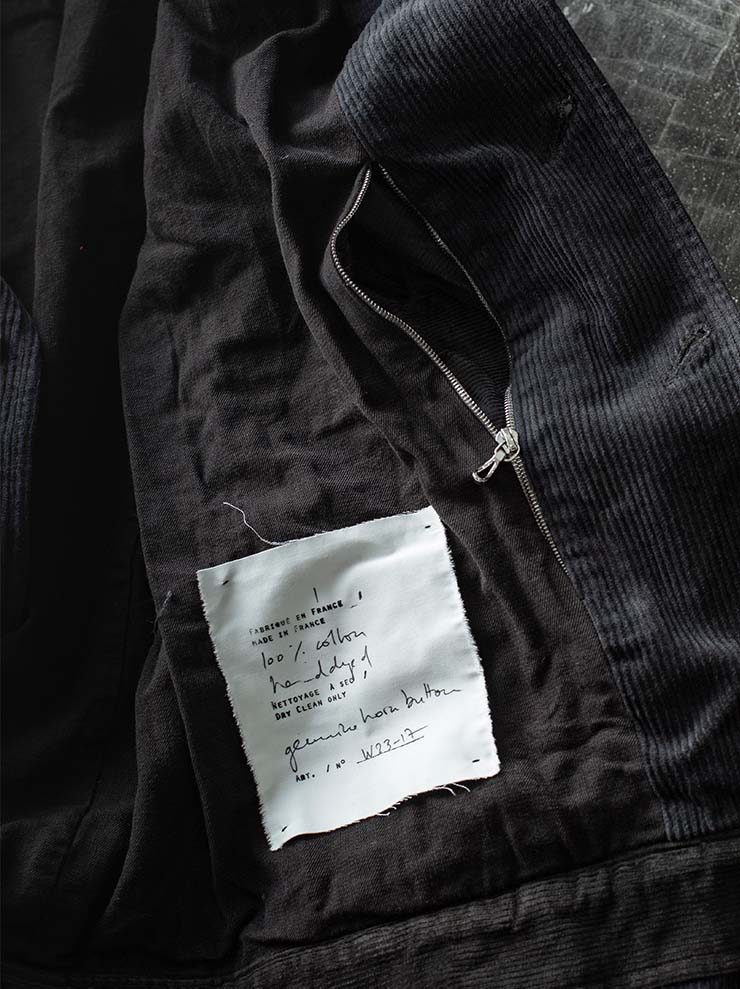 FABRIQUÉ EN FRANCE
MADE IN FRANCE
100% cotton
handdyed
NETTOYAGE A SEC
DRY CLEAN ONLY
genuine horn button
ART. / N° W23-17